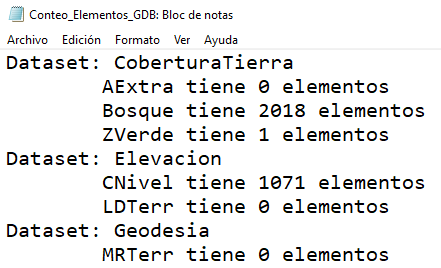 Conteo_Elementos_GDB: Bloc de notas
Archivo Edición Formato Ver Ayuda
Dataset: CoberturaTierra
AExtra tiene 0 elementos
Bosque tiene 2018 elementos
ZVerde tiene 1 elementos
Dataset: Elevacion
CNivel tiene 1071 elementos
LDTerr tiene 0 elementos
Dataset: Geodesia
MRTerr tiene 0 elementos